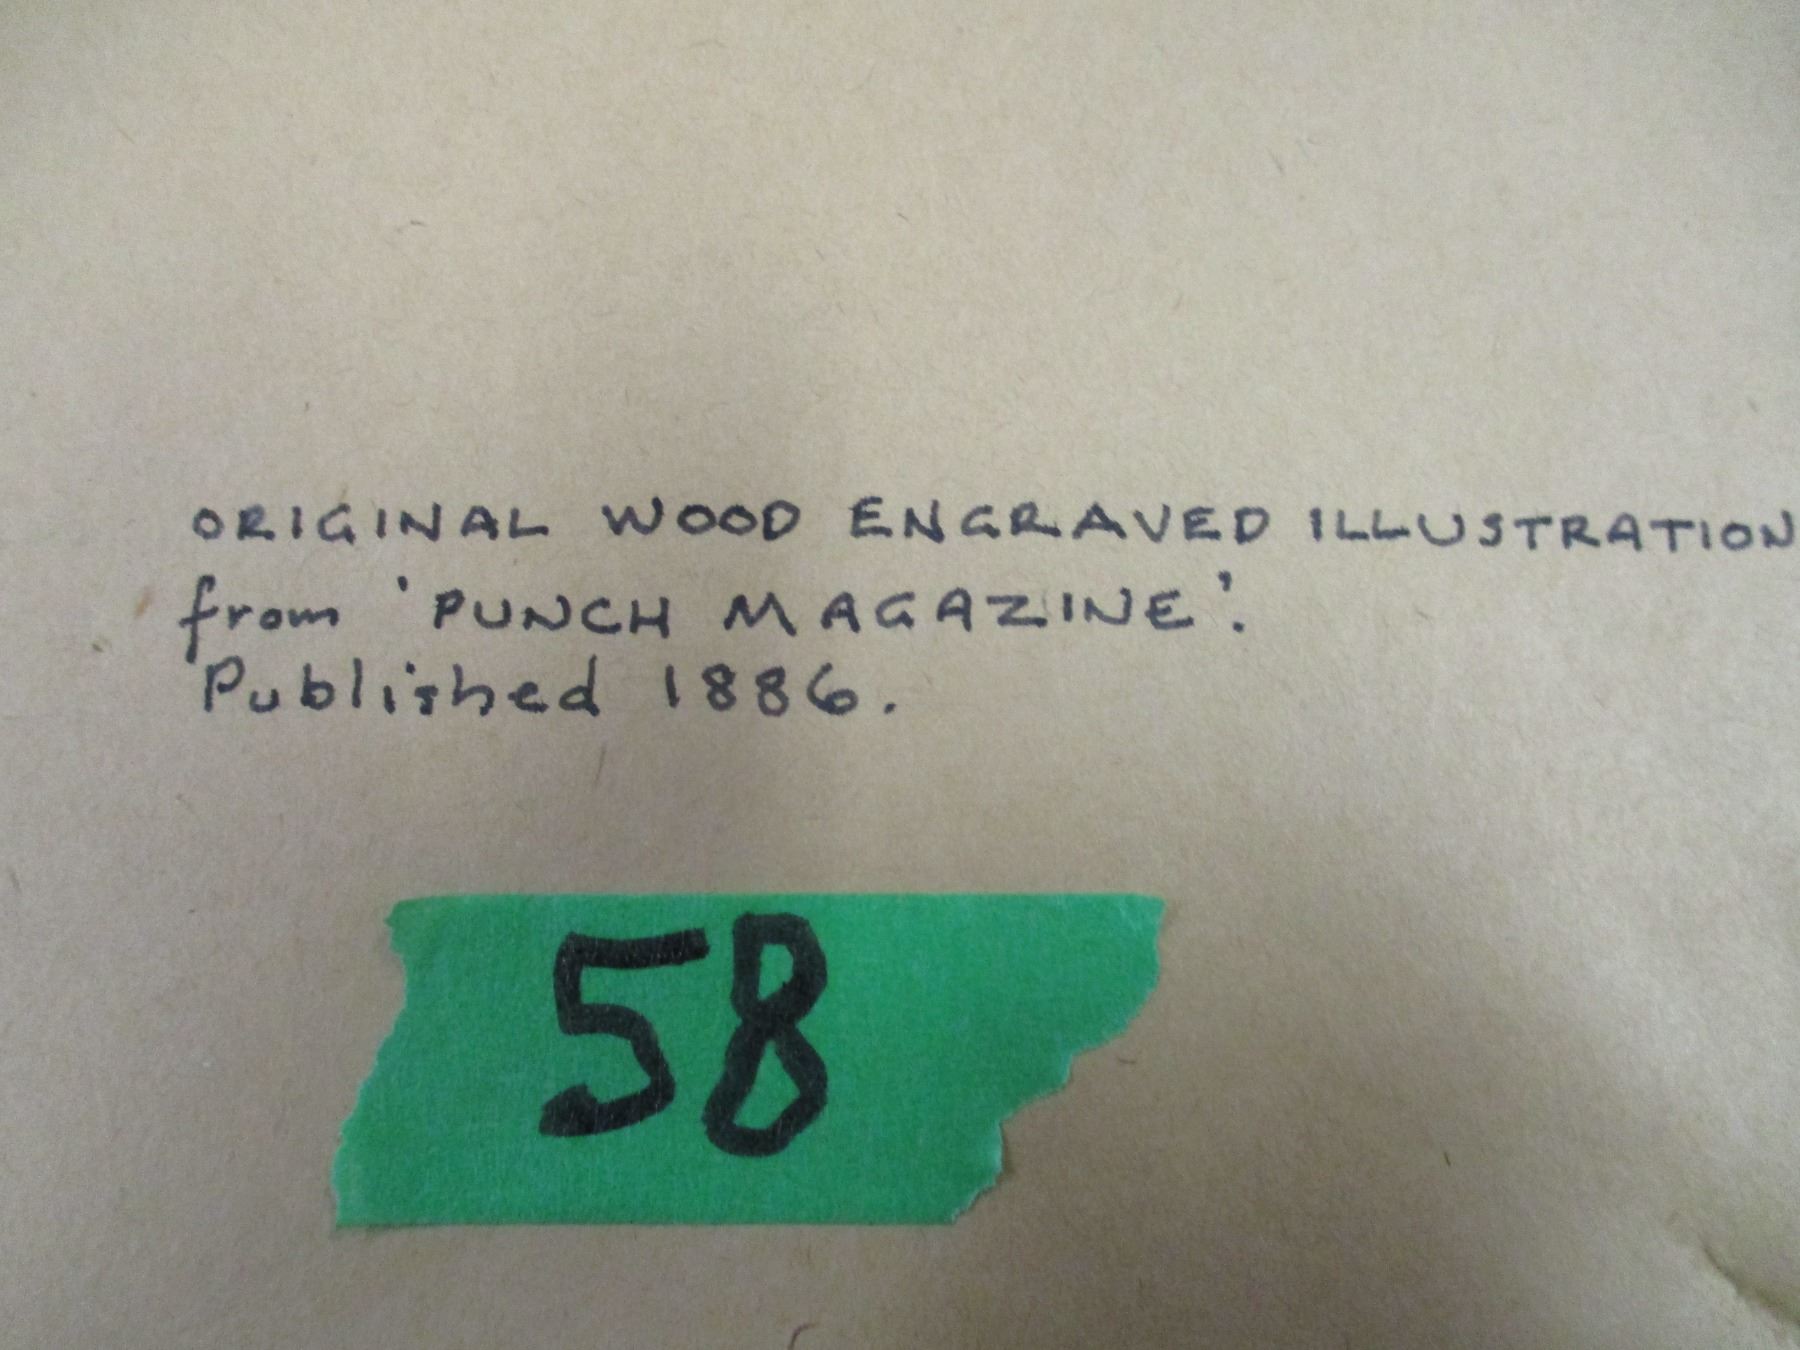 ORIGINAL WOOD ENGRAVED ILLUSTRATION
from 'PUNCH MAGAZINE'.
Published 1886.
58